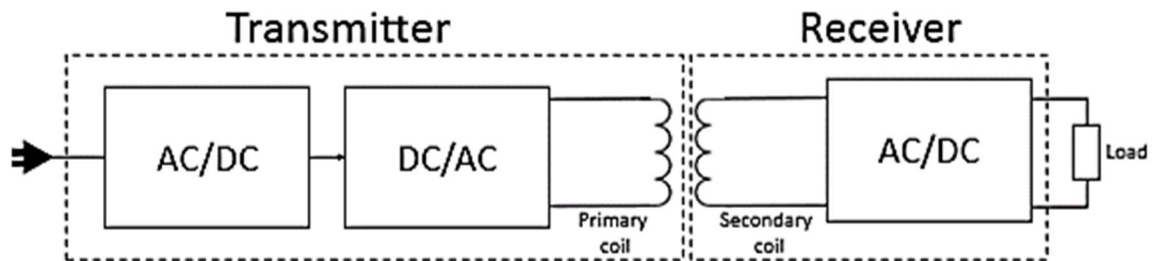 Transmitter
Receiver
AC/DC
DC/AC
AC/DC
Load
Primary
coil
Secondary
coil